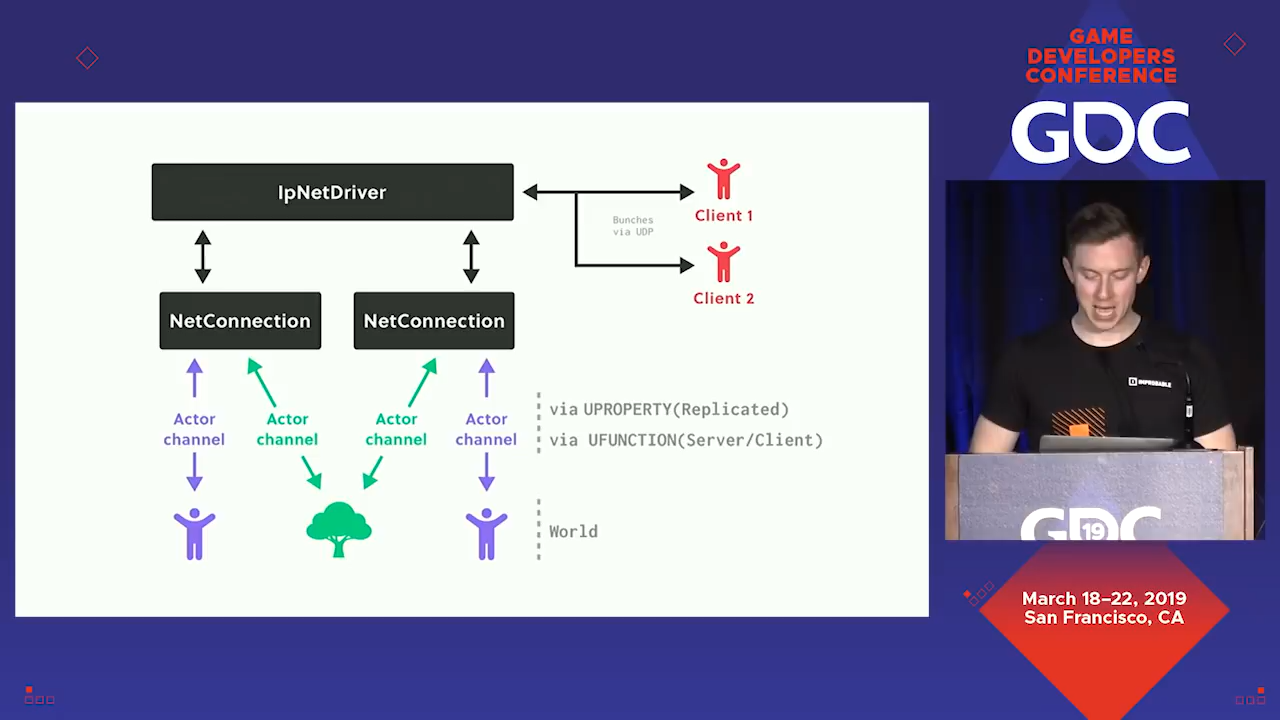 IpNetDriver
Bunches
via UDP
Client 1
Client 2
NetConnection
NetConnection
Actor
channel
Actor
channel
Actor
channel
Actor
channel
via UPROPERTY(Replicated)
via UFUNCTION(Server/Client)
World
GAME
DEVELOPERS
CONFERENCE
GDC
IMPROBABLE
GDC
19
March 18–22, 2019
San Francisco, CA